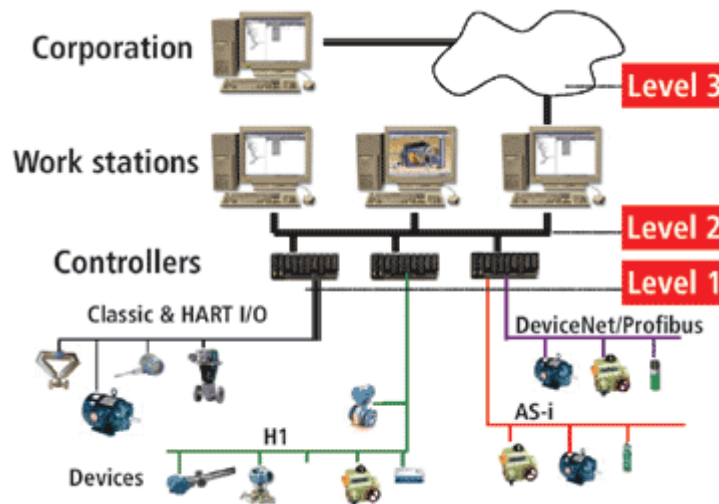 Corporation
Level 3
Work stations
Level 2
Controllers
Level 1
Classic & HART I/O
DeviceNet/Profibus
AS-i
H1
Devices